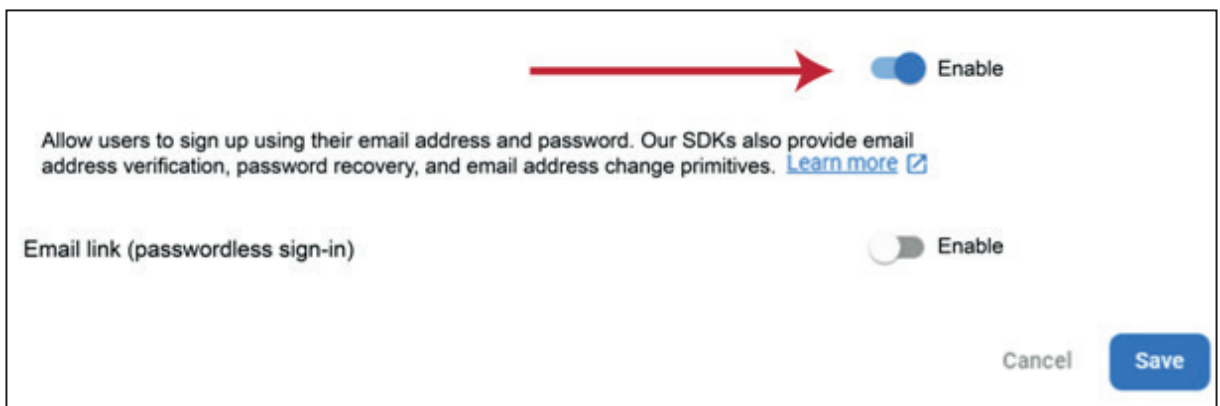 Enable
Allow users to sign up using their email address and password. Our SDKs also provide email
address verification, password recovery, and email address change primitives. Learn more
Email link (passwordless sign-in) Enable
Cancel Save